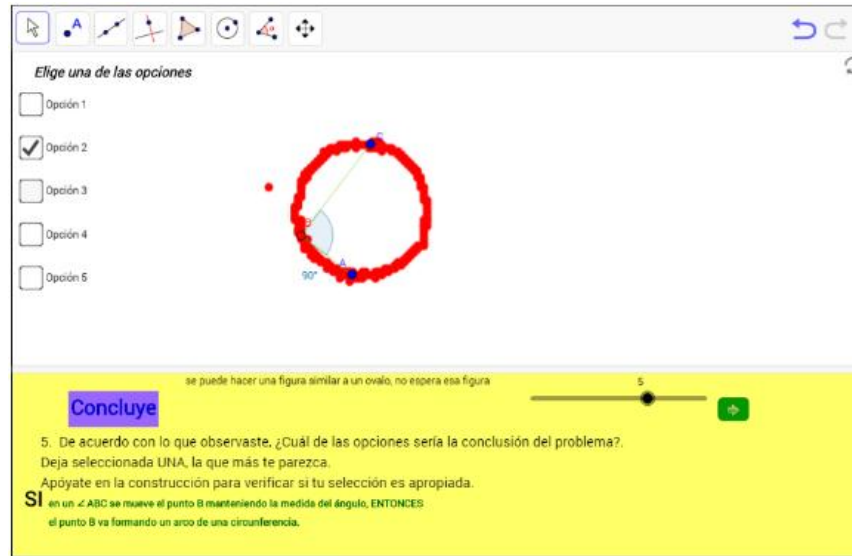 A
Elige una de las opciones
Opción 1
Opción 2
Opción 3
Opción 4
Opción 5
C
B
A
90°
se puede hacer una figura similar a un ovalo, no espera esa figura
5
Concluye
5. De acuerdo con lo que observaste, ¿Cuál de las opciones sería la conclusión del problema?.
Deja seleccionada UNA, la que más te parezca.
Apóyate en la construcción para verificar si tu selección es apropiada.
SI en un ∠ ABC se mueve el punto B manteniendo la medida del ángulo, ENTONCES
el punto B va formando un arco de una circunferencia.